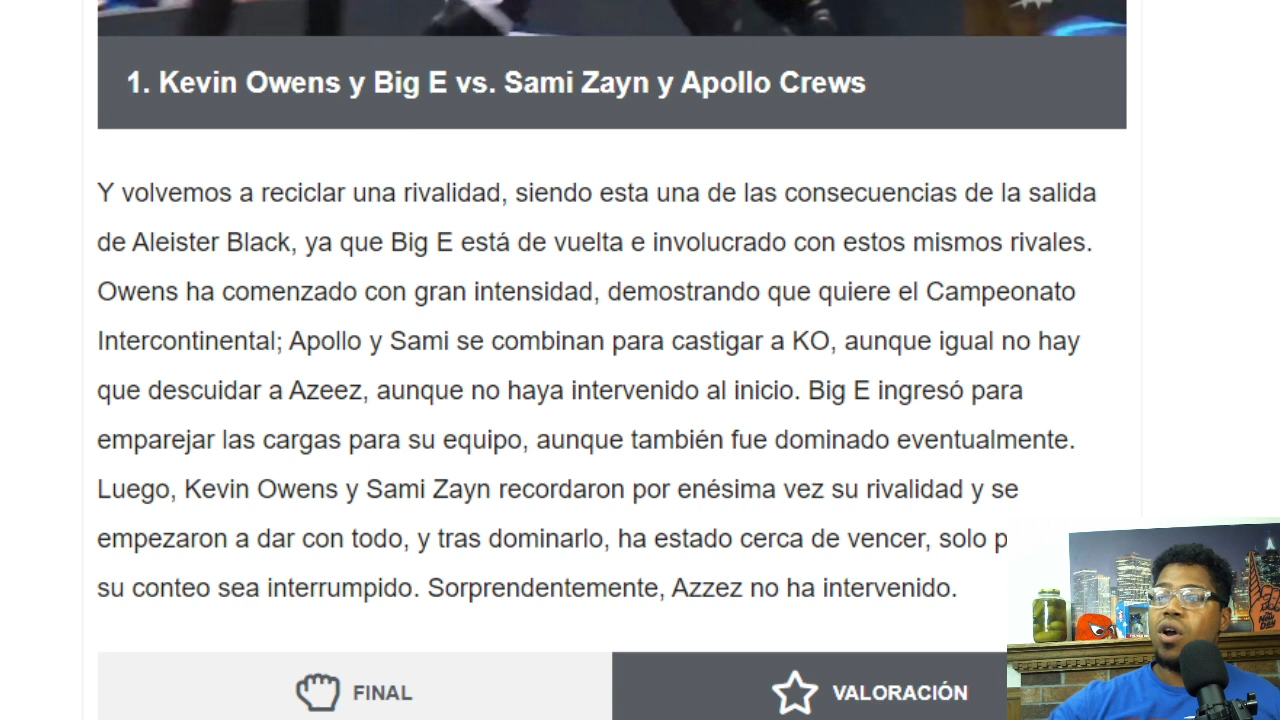 1. Kevin Owens y Big E vs. Sami Zayn y Apollo Crews
Y volvemos a reciclar una rivalidad, siendo esta una de las consecuencias de la salida
de Aleister Black, ya que Big E está de vuelta e involucrado con estos mismos rivales.
Owens ha comenzado con gran intensidad, demostrando que quiere el Campeonato
Intercontinental; Apollo y Sami se combinan para castigar a KO, aunque igual no hay
que descuidar a Azeez, aunque no haya intervenido al inicio. Big E ingresó para
emparejar las cargas para su equipo, aunque también fue dominado eventualmente.
Luego, Kevin Owens y Sami Zayn recordaron por enésima vez su rivalidad y se
empezaron a dar con todo, y tras dominarlo, ha estado cerca de vencer, solo p
su conteo sea interrumpido. Sorprendentemente, Azzez no ha intervenido.
FINAL
VALORACIÓN